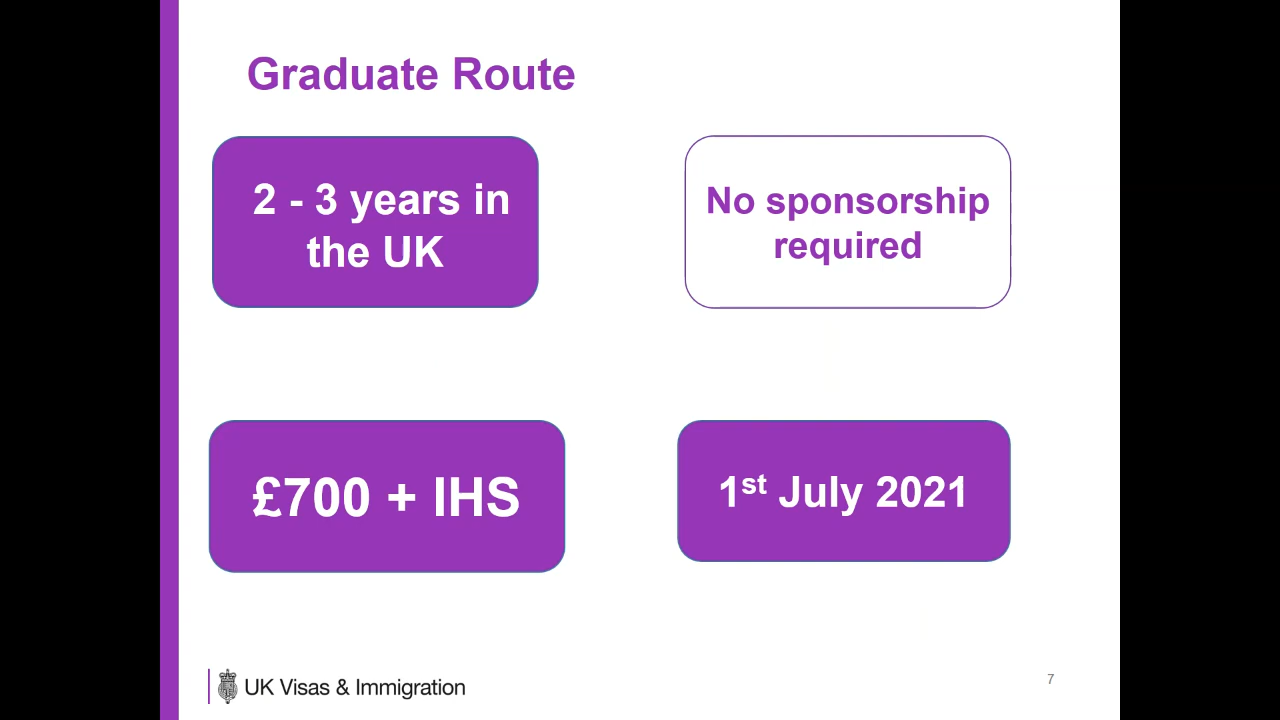 Graduate Route
2 - 3 years in
the UK
No sponsorship
required
£700 + IHS
1st July 2021
UK Visas & Immigration
7